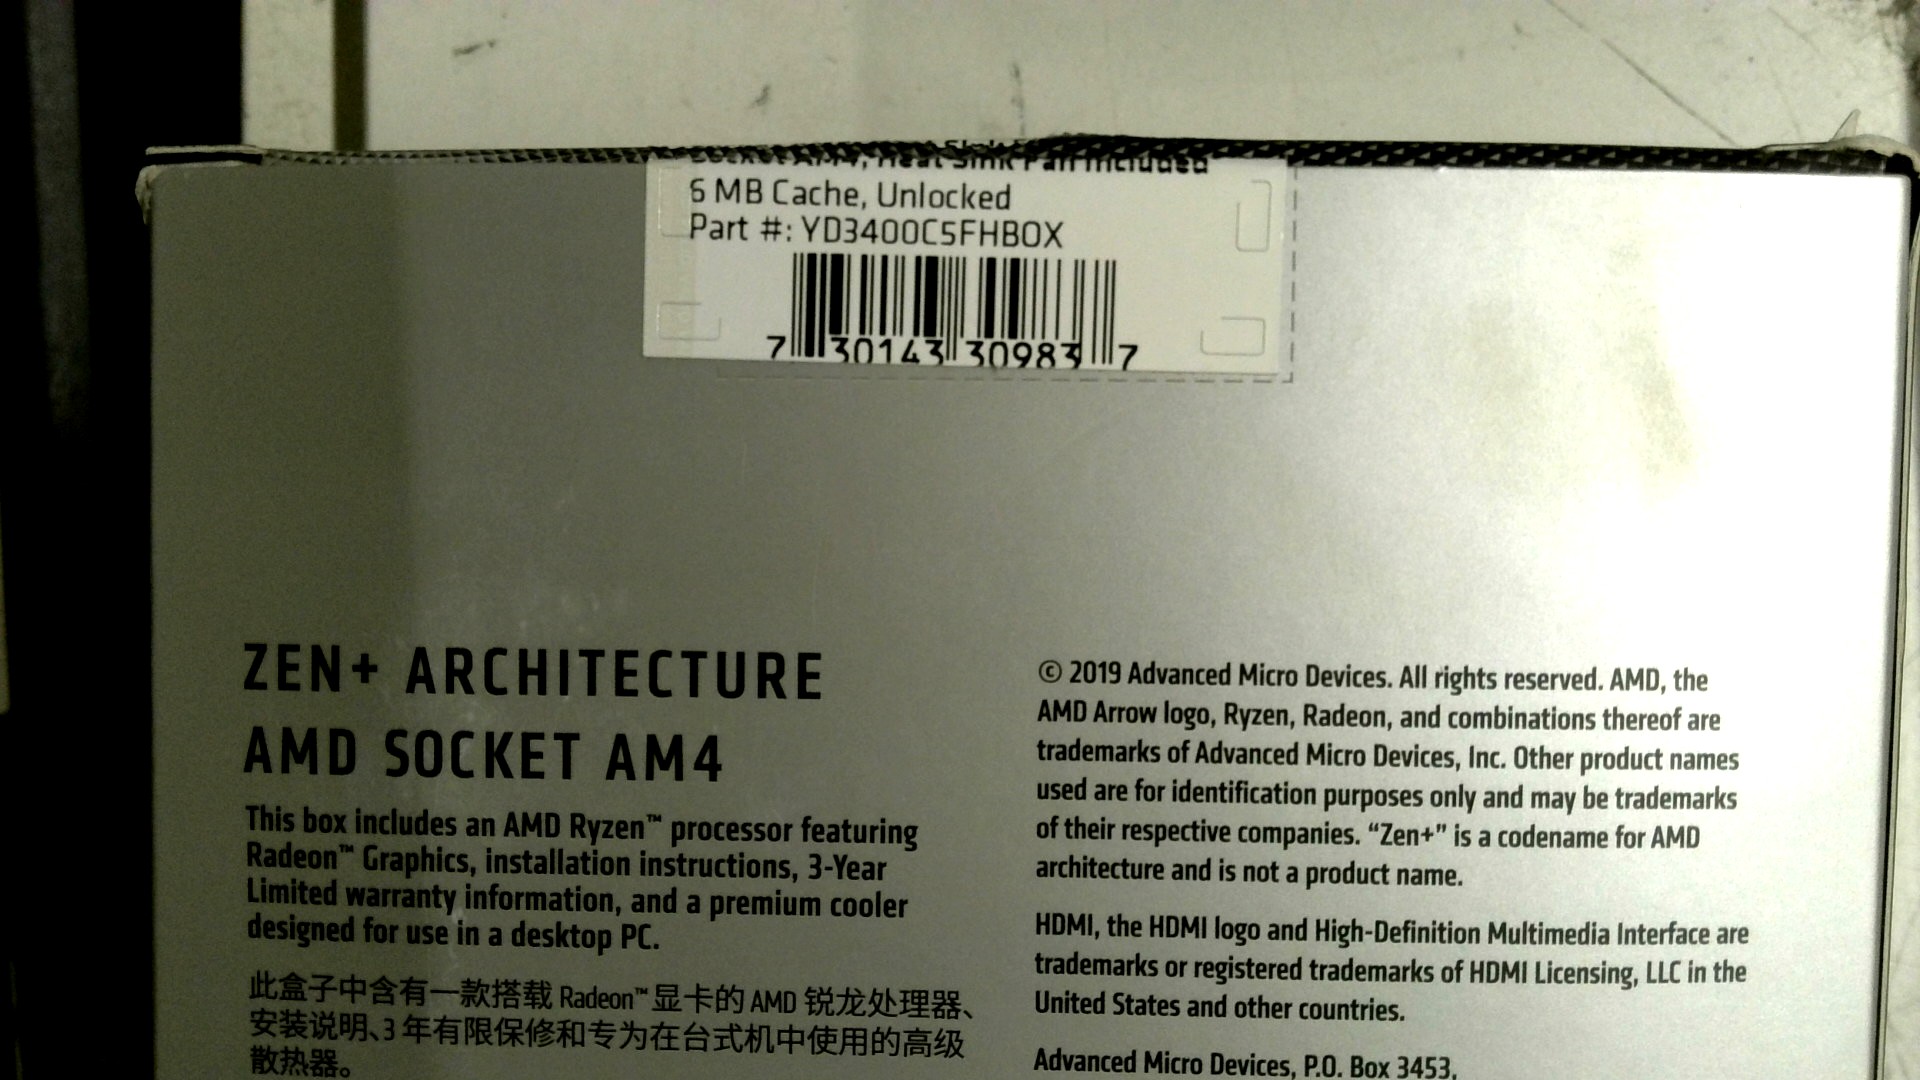 Socket AM4, Heat Sink Fan Included
6 MB Cache, Unlocked
Part #: YD3400C5FHBOX
7 30143 30983 7
ZEN+ ARCHITECTURE
AMD SOCKET AM4
This box includes an AMD Ryzen™ processor featuring
Radeon™ Graphics, installation instructions, 3-Year
Limited warranty information, and a premium cooler
designed for use in a desktop PC.
此盒子中含有一款搭载 Radeon™ 显卡的 AMD 锐龙处理器、
安装说明、3 年有限保修和专为在台式机中使用的高级
散热器。
© 2019 Advanced Micro Devices. All rights reserved. AMD, the
AMD Arrow logo, Ryzen, Radeon, and combinations thereof are
trademarks of Advanced Micro Devices, Inc. Other product names
used are for identification purposes only and may be trademarks
of their respective companies. “Zen+” is a codename for AMD
architecture and is not a product name.
HDMI, the HDMI logo and High-Definition Multimedia Interface are
trademarks or registered trademarks of HDMI Licensing, LLC in the
United States and other countries.
Advanced Micro Devices, P.O. Box 3453,